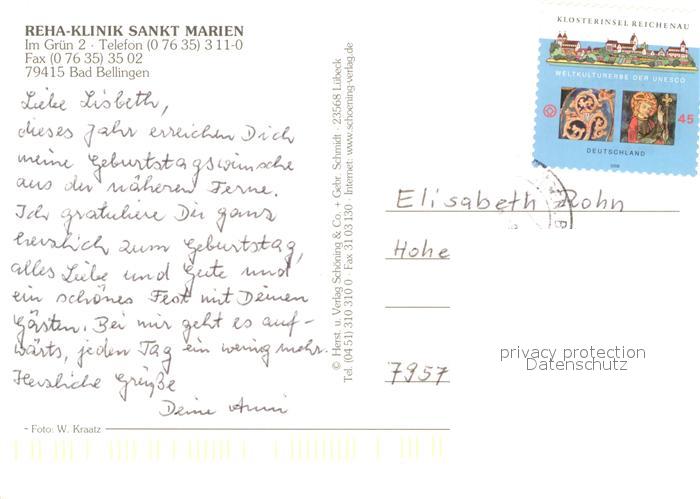 REHA-KLINIK SANKT MARIEN
Im Grün 2 · Telefon (0 76 35) 3 11-0
Fax (0 76 35) 35 02
79415 Bad Bellingen
Liebe Lisbeth,
dieses Jahr erreichen Dich
meine Geburtstagswünsche
aus der näheren Ferne.
Ich gratuliere Dir ganz
herzlich zum Geburtstag,
alles Liebe und Gute und
ein schönes Fest mit Deinen
Gästen. Bei mir geht es auf-
wärts, jeden Tag ein wenig mehr.
Herzliche Grüße
Deine Anni
Foto: W. Kraatz
© Herst. u. Verlag Schöning & Co. + Gebr. Schmidt · 23568 Lübeck
Tel. (04 51) 310 310 0 · Fax 31 03 130 · Internet: www.schoening-verlag.de
KLOSTERINSEL REICHENAU
WELTKULTURERBE DER UNESCO
45
DEUTSCHLAND
2008
Elisabeth Rohn
Hohe
7957
privacy protection
Datenschutz